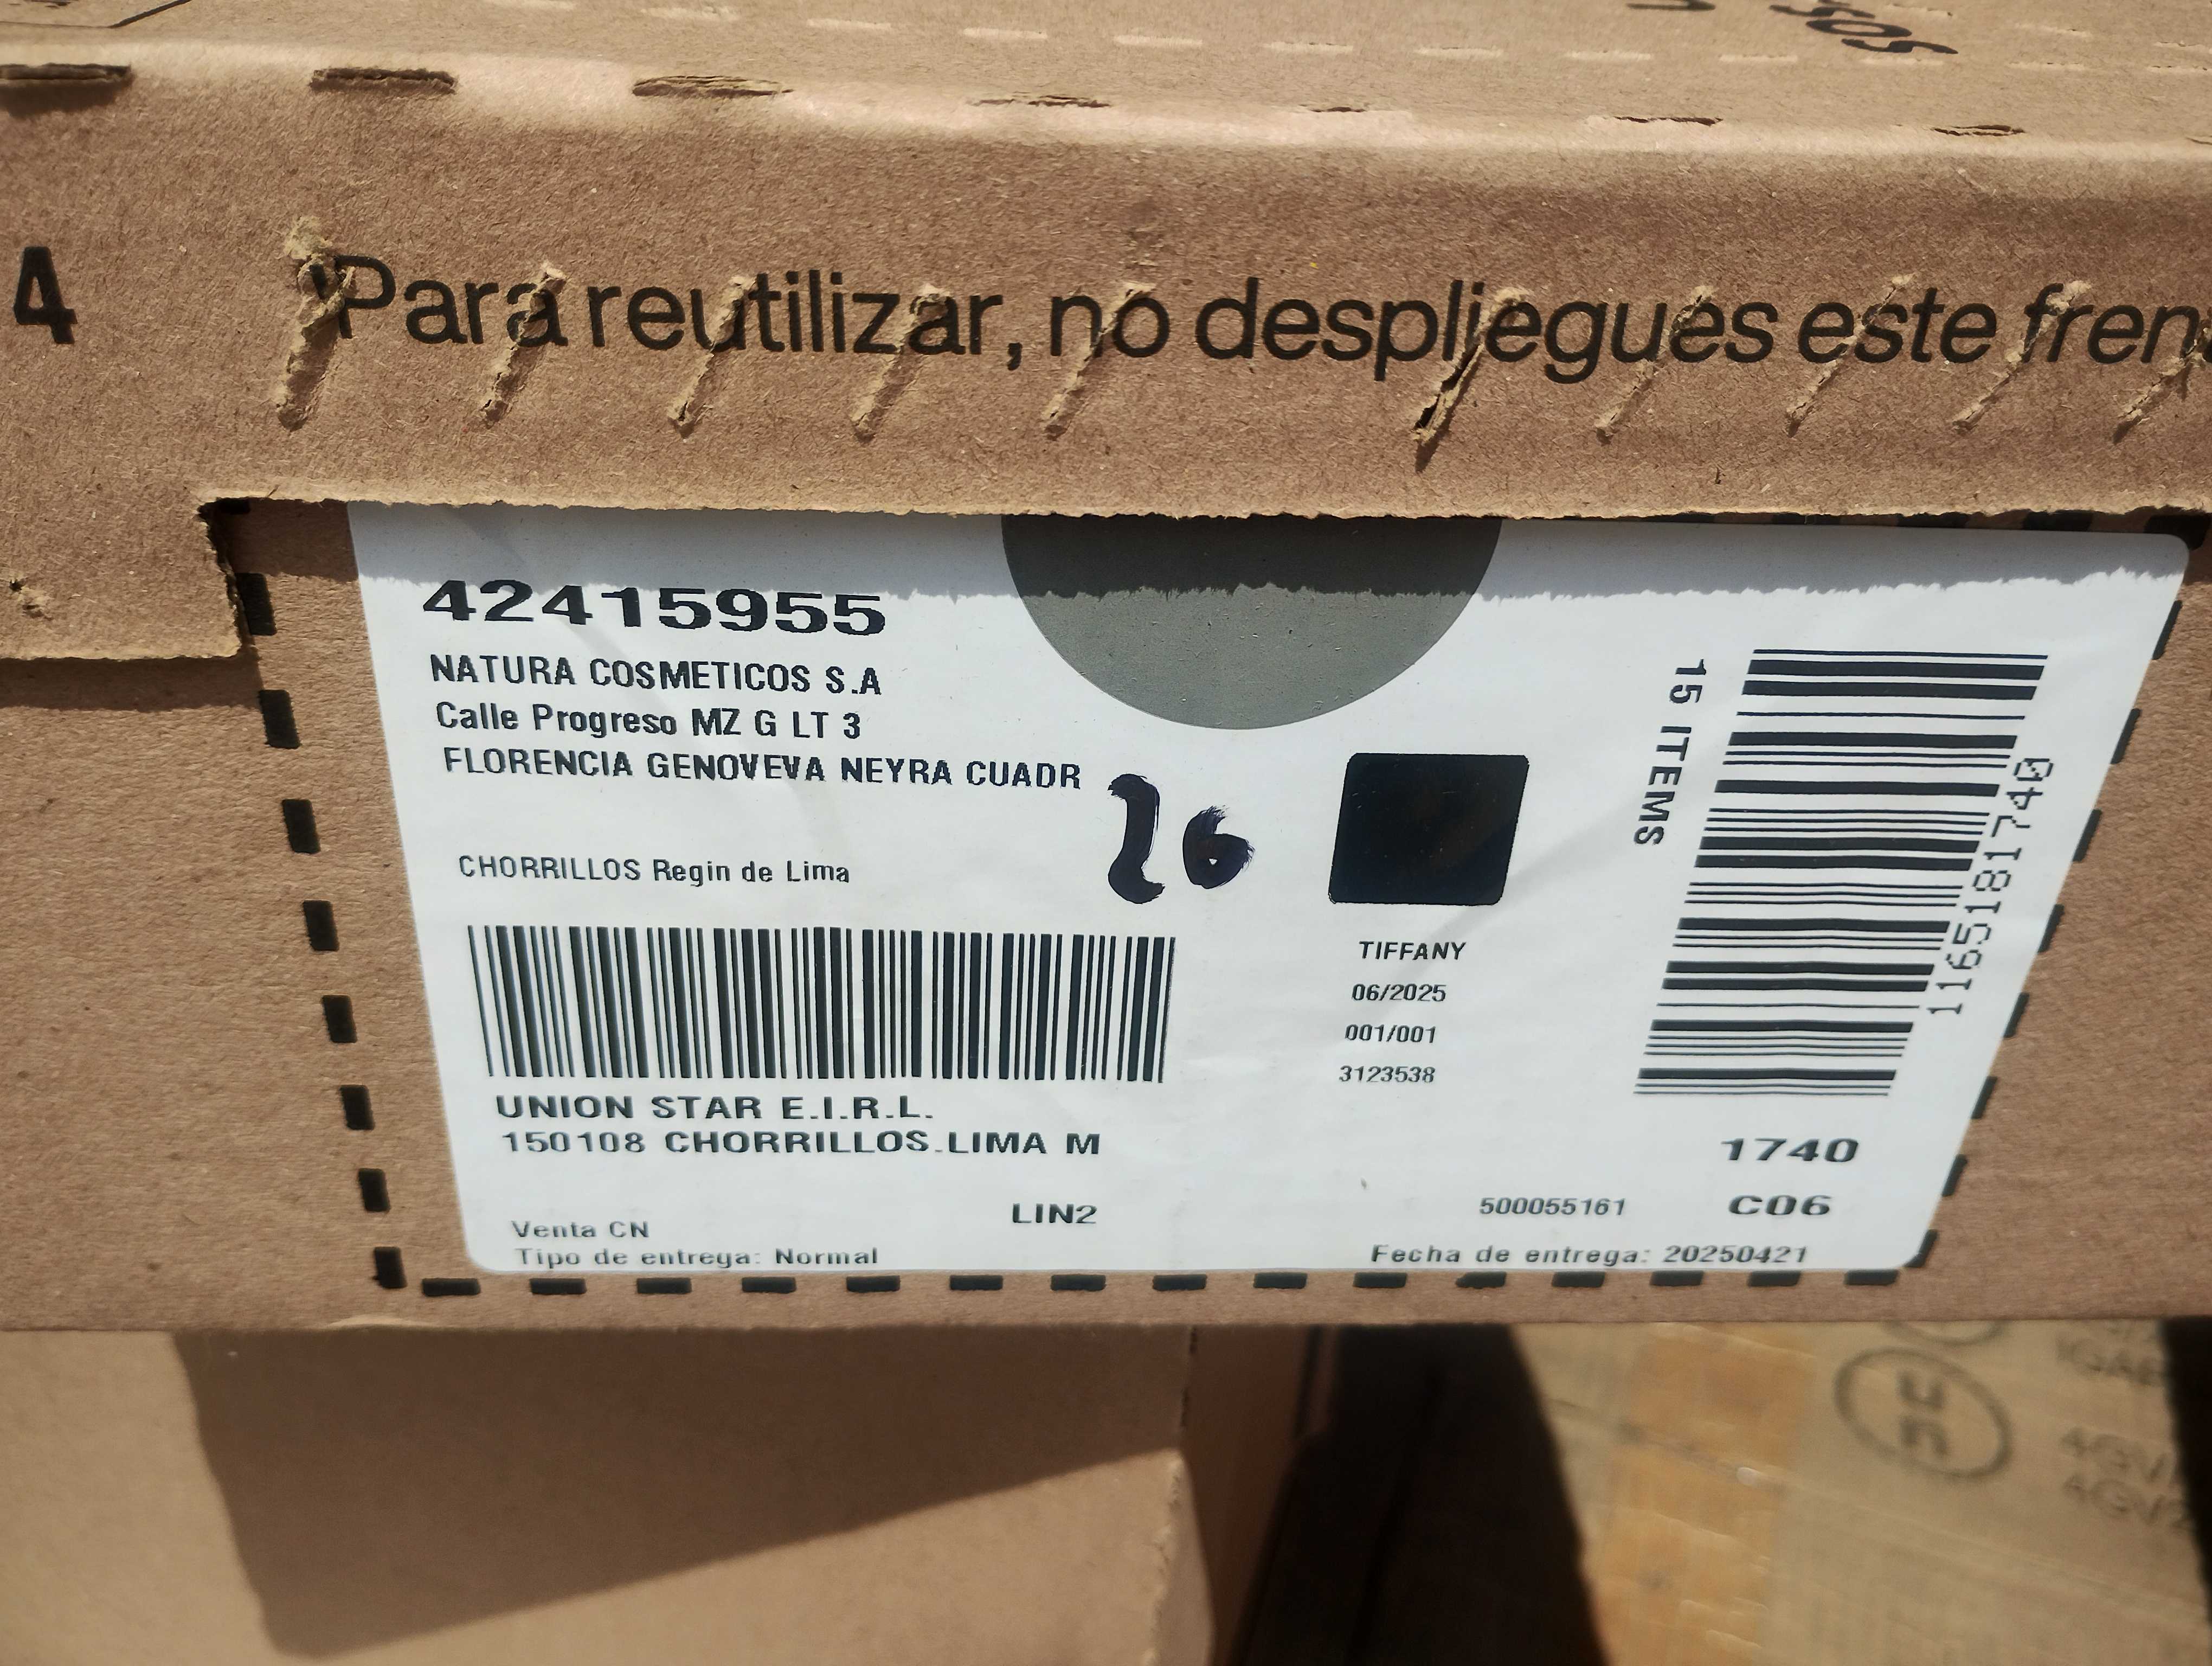 4
Para reutilizar, no despliegues este fren
42415955
NATURA COSMETICOS S.A
Calle Progreso MZ G LT 3
FLORENCIA GENOVEVA NEYRA CUADR
26
CHORRILLOS Regin de Lima
UNION STAR E.I.R.L.
150108 CHORRILLOS.LIMA M
LIN2
Venta CN
Tipo de entrega: Normal
TIFFANY
06/2025
001/001
3123538
15 ITEMS
1165181740
1740
500055161 C06
Fecha de entrega: 20250421